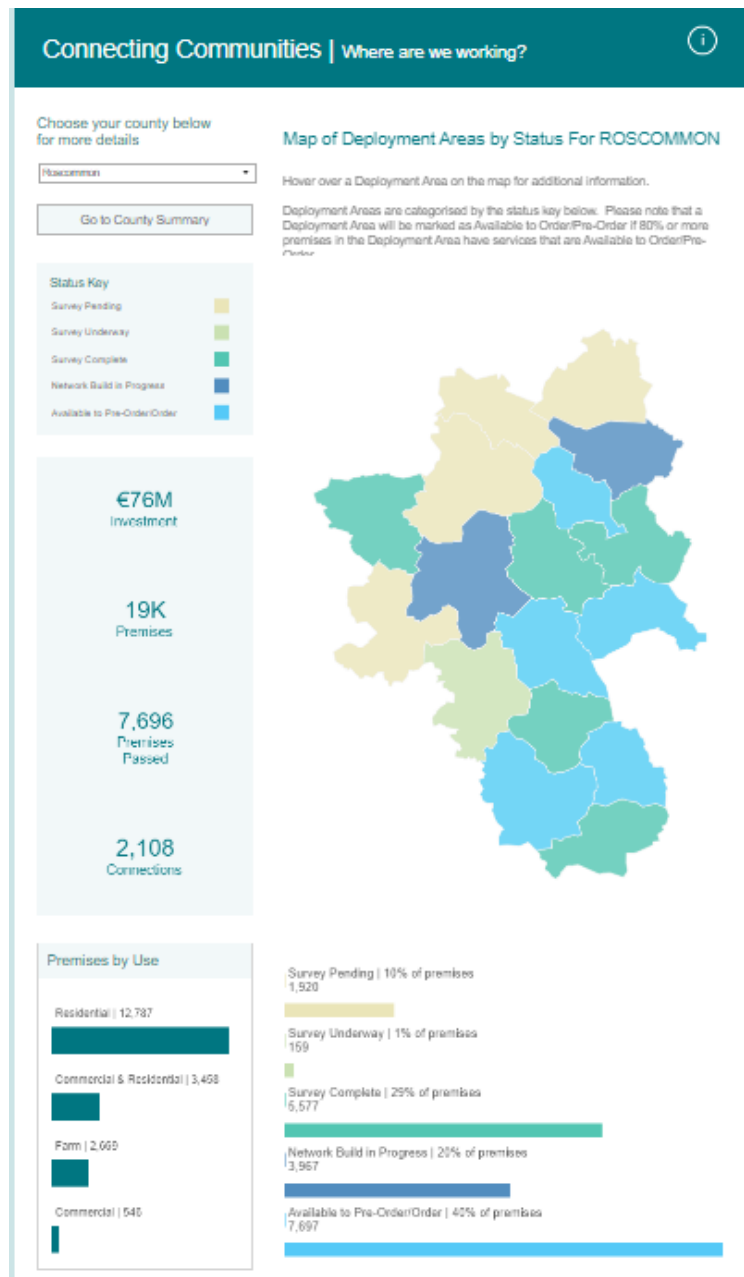 Connecting Communities | Where are we working?
i
Choose your county below
for more details
Roscommon
Go to County Summary
Map of Deployment Areas by Status For ROSCOMMON
Hover over a Deployment Area on the map for additional information.
Deployment Areas are categorised by the status key below. Please note that a
Deployment Area will be marked as Available to Order/Pre-Order if 80% or more
premises in the Deployment Area have services that are Available to Order/Pre-
Order
Status Key
Survey Pending
Survey Underway
Survey Complete
Network Build in Progress
Available to Pre-Order/Order
€76M
Investment
19K
Premises
7,696
Premises
Passed
2,108
Connections
Premises by Use
Residential | 12,787
Commercial & Residential | 3,458
Farm | 2,669
Commercial | 546
Survey Pending | 10% of premises
1,920
Survey Underway | 1% of premises
159
Survey Complete | 29% of premises
5,577
Network Build in Progress | 20% of premises
3,967
Available to Pre-Order/Order | 40% of premises
7,697